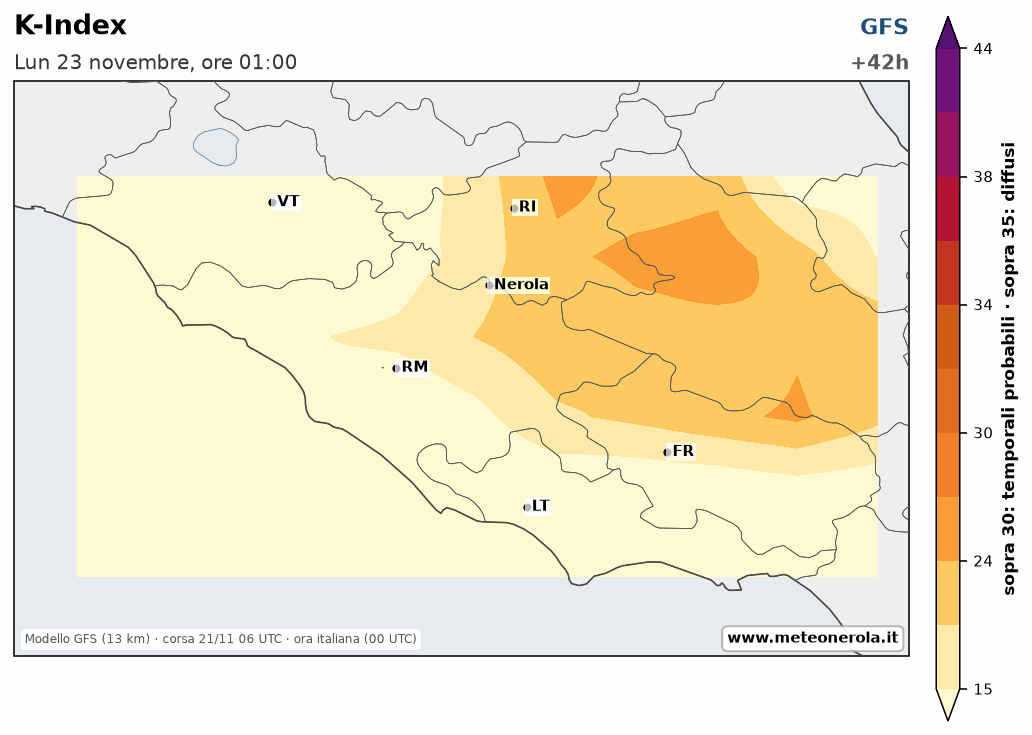 K-Index
GFS
Lun 23 novembre, ore 01:00
+42h
VT
RI
Nerola
RM
FR
LT
Modello GFS (13 km) · corsa 21/11 06 UTC · ora italiana (00 UTC)
www.meteonerola.it
44
38
34
30
24
15
sopra 30: temporali probabili · sopra 35: diffusi